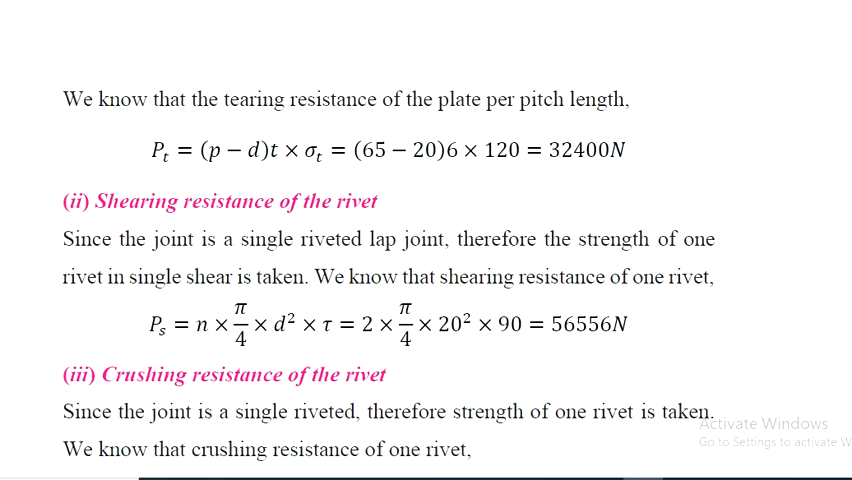 We know that the tearing resistance of the plate per pitch length,
P_t = (p − d)t × σ_t = (65 − 20)6 × 120 = 32400N
(ii) Shearing resistance of the rivet
Since the joint is a single riveted lap joint, therefore the strength of one
rivet in single shear is taken. We know that shearing resistance of one rivet,
P_s = n × π/4 × d² × τ = 2 × π/4 × 20² × 90 = 56556N
(iii) Crushing resistance of the rivet
Since the joint is a single riveted, therefore strength of one rivet is taken.
Activate Windows
Go to Settings to activate W
We know that crushing resistance of one rivet,